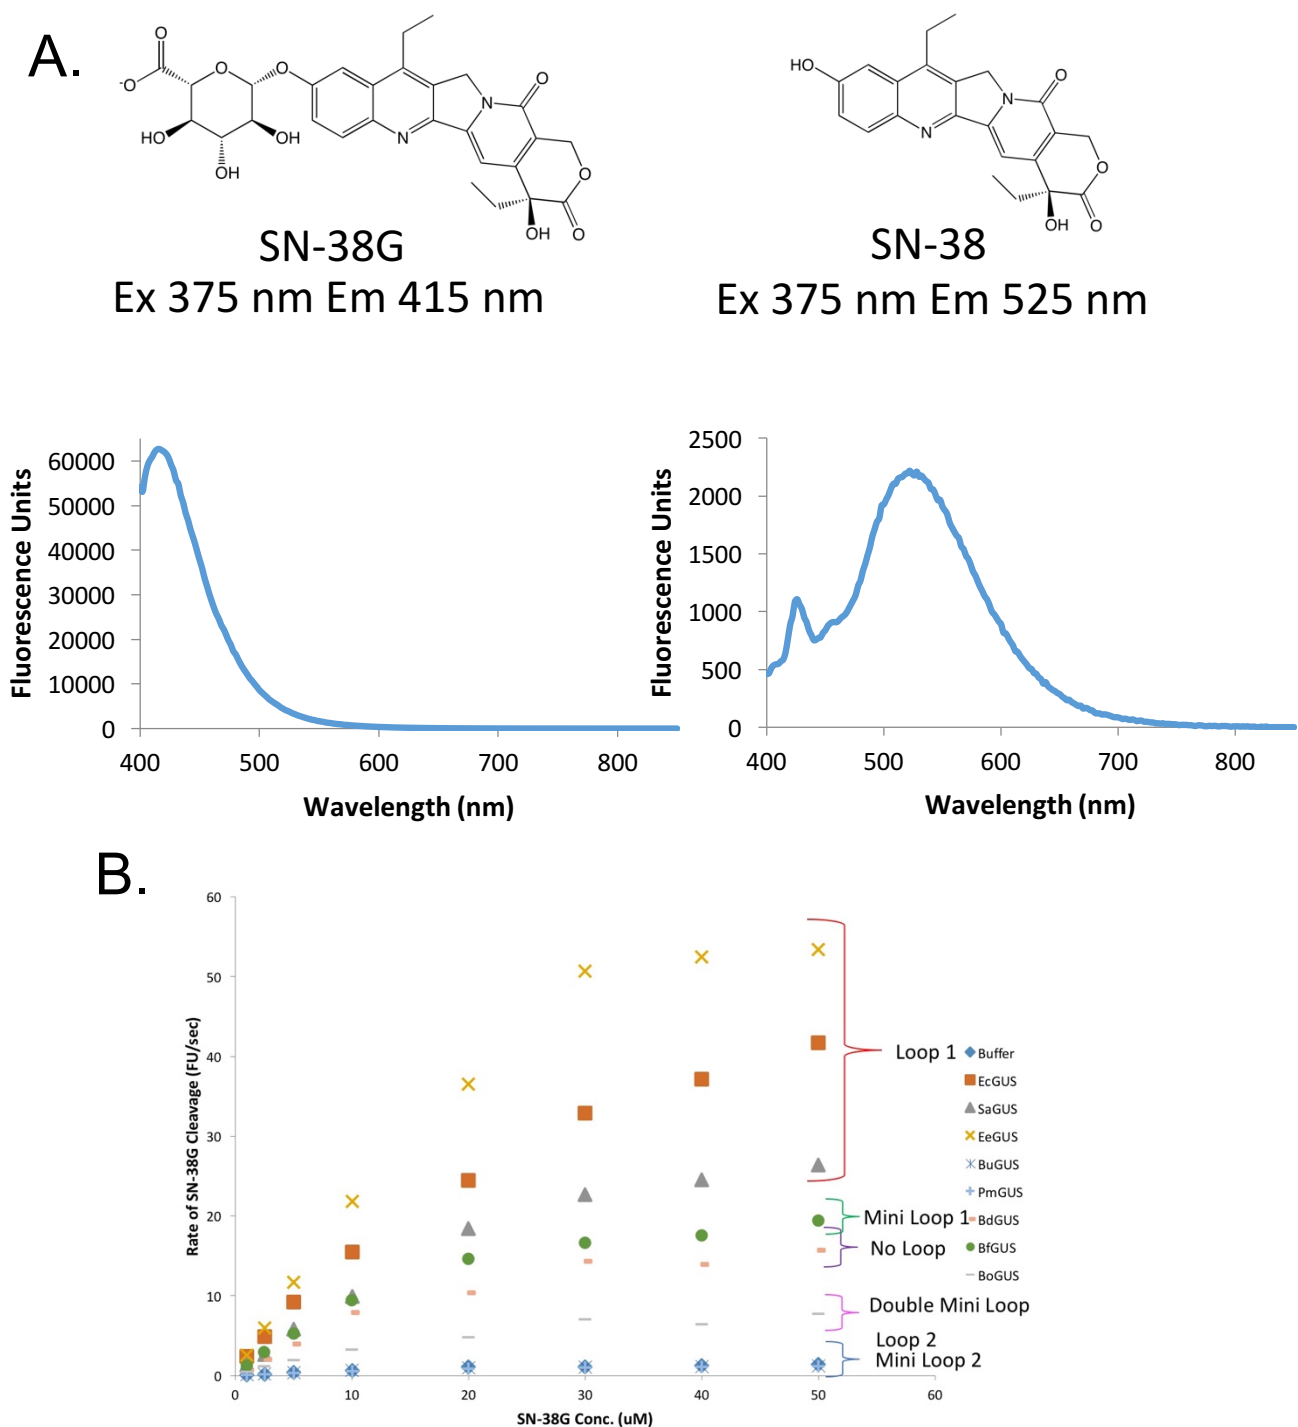 A.
O
-O
O
O
HO
OH
OH
N
N
O
O
O
OH
SN-38G
Ex 375 nm Em 415 nm
HO
N
N
O
O
O
OH
SN-38
Ex 375 nm Em 525 nm
Fluorescence Units
60000
50000
40000
30000
20000
10000
0
400 500 600 700 800
Wavelength (nm)
Fluorescence Units
2500
2000
1500
1000
500
0
400 500 600 700 800
Wavelength (nm)
B.
Rate of SN-38G Cleavage (FU/sec)
60
50
40
30
20
10
0
0 10 20 30 40 50 60
SN-38G Conc. (uM)
Loop 1
Mini Loop 1
No Loop
Double Mini Loop
Loop 2
Mini Loop 2
Buffer
EcGUS
SaGUS
EeGUS
BuGUS
PmGUS
BdGUS
BfGUS
BoGUS